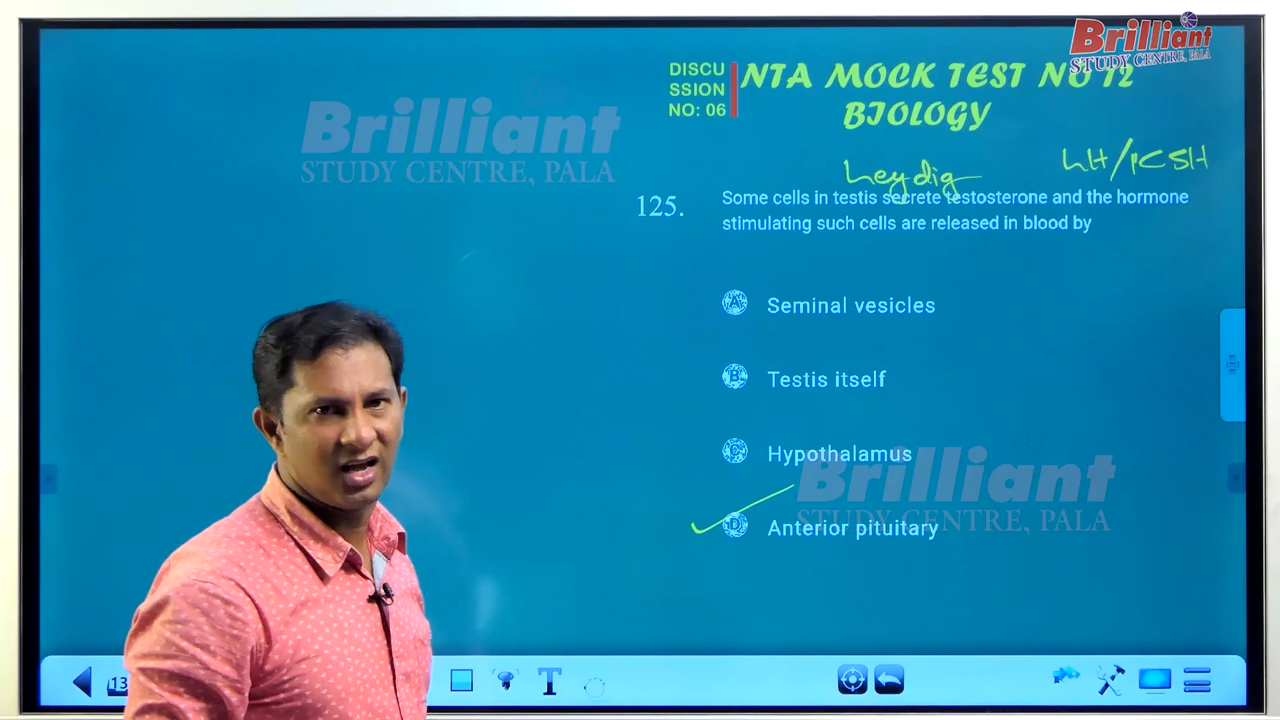 Brilliant
STUDY CENTRE, PALA
DISCU
SSION
NO: 06
NTA MOCK TEST NO 12
BIOLOGY
Brilliant
STUDY CENTRE, PALA
Leydig
LH/ICSH
125.
Some cells in testis secrete testosterone and the hormone
stimulating such cells are released in blood by
A Seminal vesicles
B Testis itself
C Hypothalamus
D Anterior pituitary
Brilliant
STUDY CENTRE, PALA
13
T